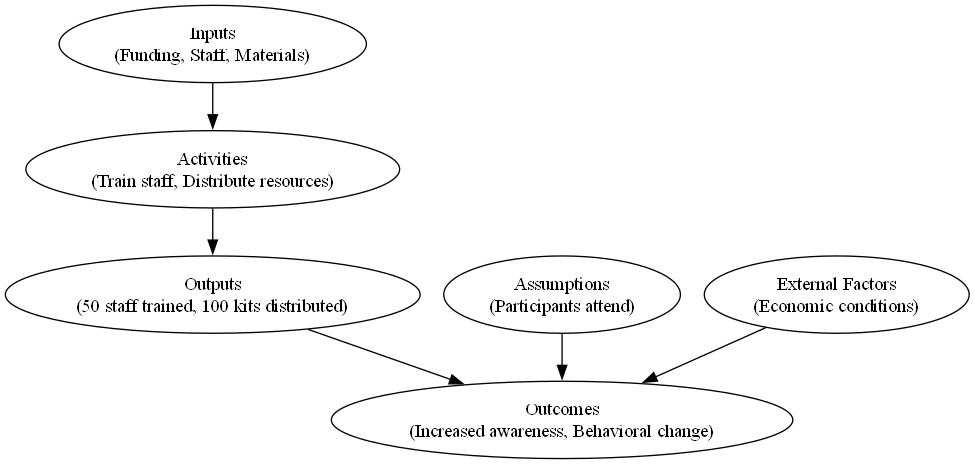 Inputs
(Funding, Staff, Materials)
Activities
(Train staff, Distribute resources)
Outputs
(50 staff trained, 100 kits distributed)
Assumptions
(Participants attend)
External Factors
(Economic conditions)
Outcomes
(Increased awareness, Behavioral change)